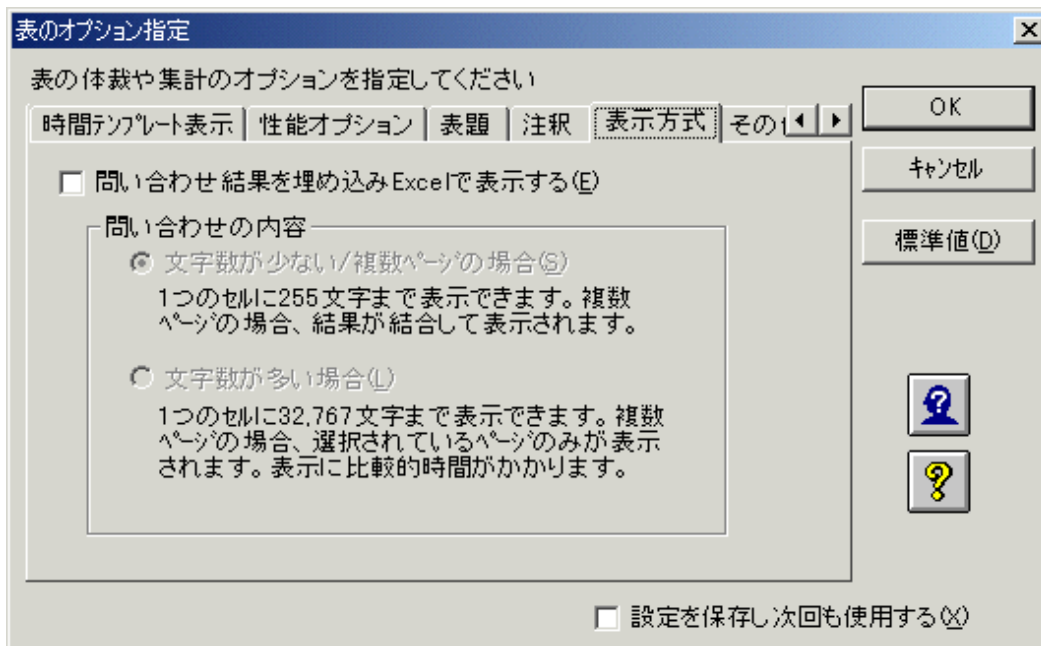 表のオプション指定
表の体裁や集計のオプションを指定してください
OK
時間ﾃﾝﾌﾟﾚｰﾄ表示 性能オプション 表題 注釈 表示方式 その
ｷｬﾝｾﾙ
問い合わせ結果を埋め込みExcelで表示する(E)
標準値(D)
問い合わせの内容
文字数が少ない/複数ﾍﾟｰｼﾞの場合(S)
1つのｾﾙに255文字まで表示できます。複数
ﾍﾟｰｼﾞの場合、結果が結合して表示されます。
文字数が多い場合(L)
1つのｾﾙに32,767文字まで表示できます。複数
ﾍﾟｰｼﾞの場合、選択されているﾍﾟｰｼﾞのみが表示
されます。表示に比較的時間がかかります。
設定を保存し次回も使用する(X)